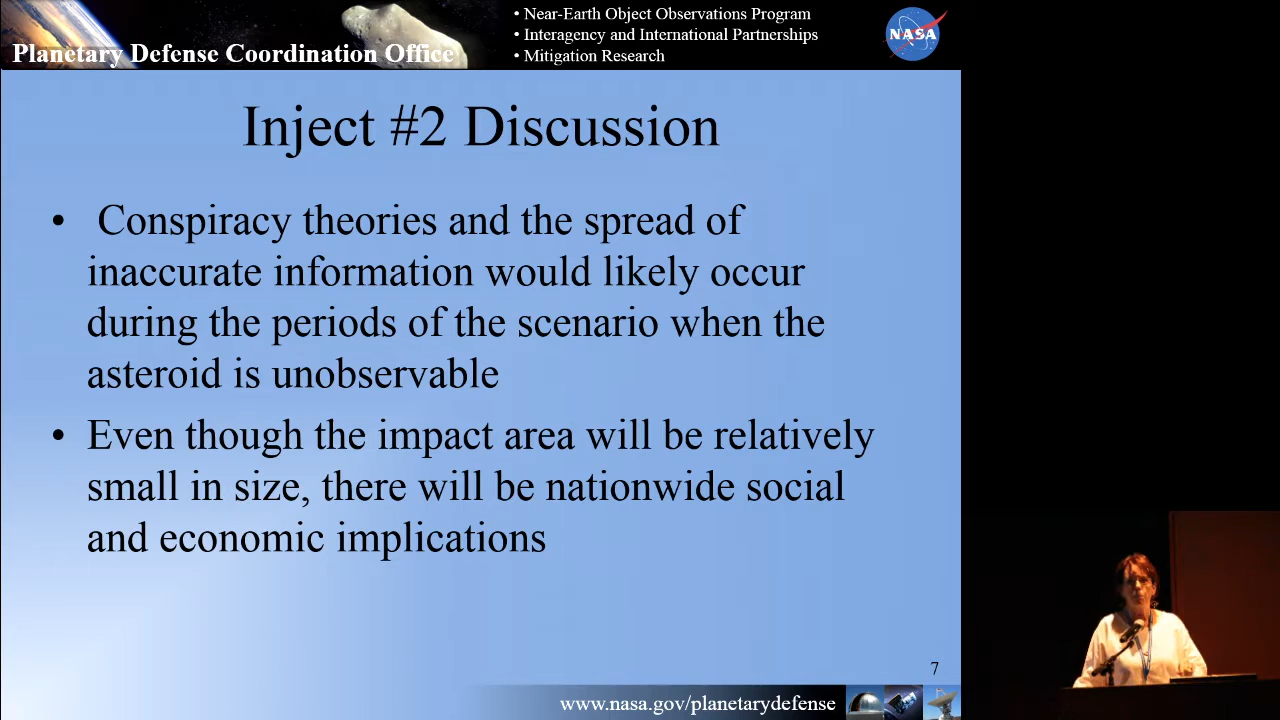 Planetary Defense Coordination Office
• Near-Earth Object Observations Program
• Interagency and International Partnerships
• Mitigation Research
NASA
Inject #2 Discussion
• Conspiracy theories and the spread of
inaccurate information would likely occur
during the periods of the scenario when the
asteroid is unobservable
• Even though the impact area will be relatively
small in size, there will be nationwide social
and economic implications
7
www.nasa.gov/planetarydefense